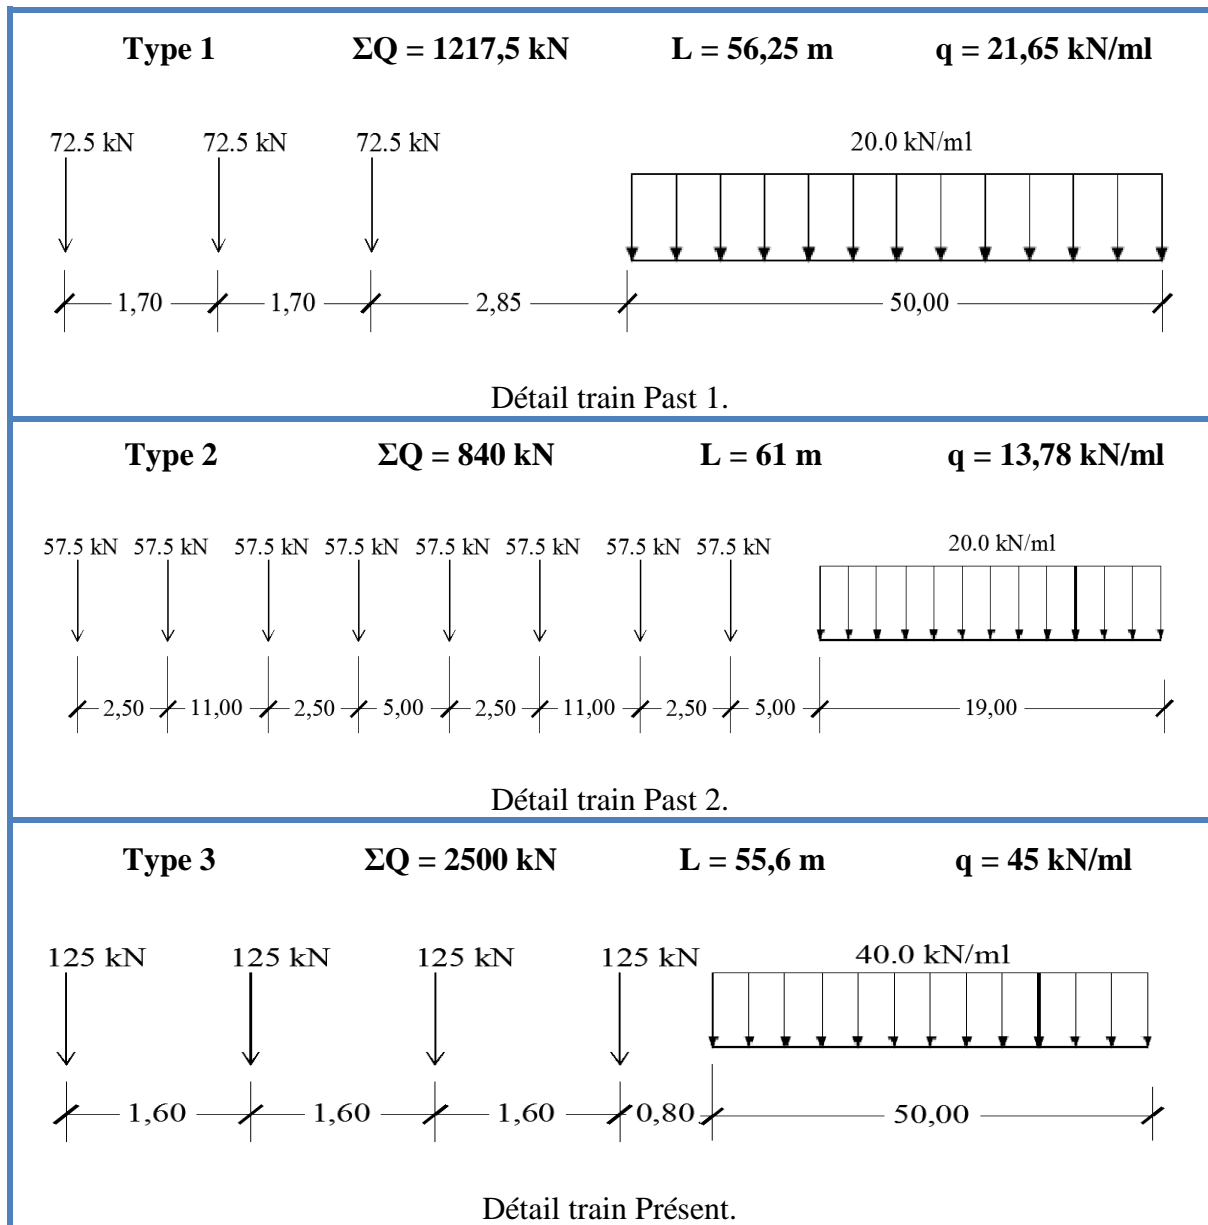 Type 1 ΣQ = 1217,5 kN L = 56,25 m q = 21,65 kN/ml
72.5 kN 72.5 kN 72.5 kN 20.0 kN/ml
1,70 1,70 2,85 50,00
Détail train Past 1.
Type 2 ΣQ = 840 kN L = 61 m q = 13,78 kN/ml
57.5 kN 57.5 kN 57.5 kN 57.5 kN 57.5 kN 57.5 kN 57.5 kN 57.5 kN 20.0 kN/ml
2,50 11,00 2,50 5,00 2,50 11,00 2,50 5,00 19,00
Détail train Past 2.
Type 3 ΣQ = 2500 kN L = 55,6 m q = 45 kN/ml
125 kN 125 kN 125 kN 125 kN 40.0 kN/ml
1,60 1,60 1,60 0,80 50,00
Détail train Présent.